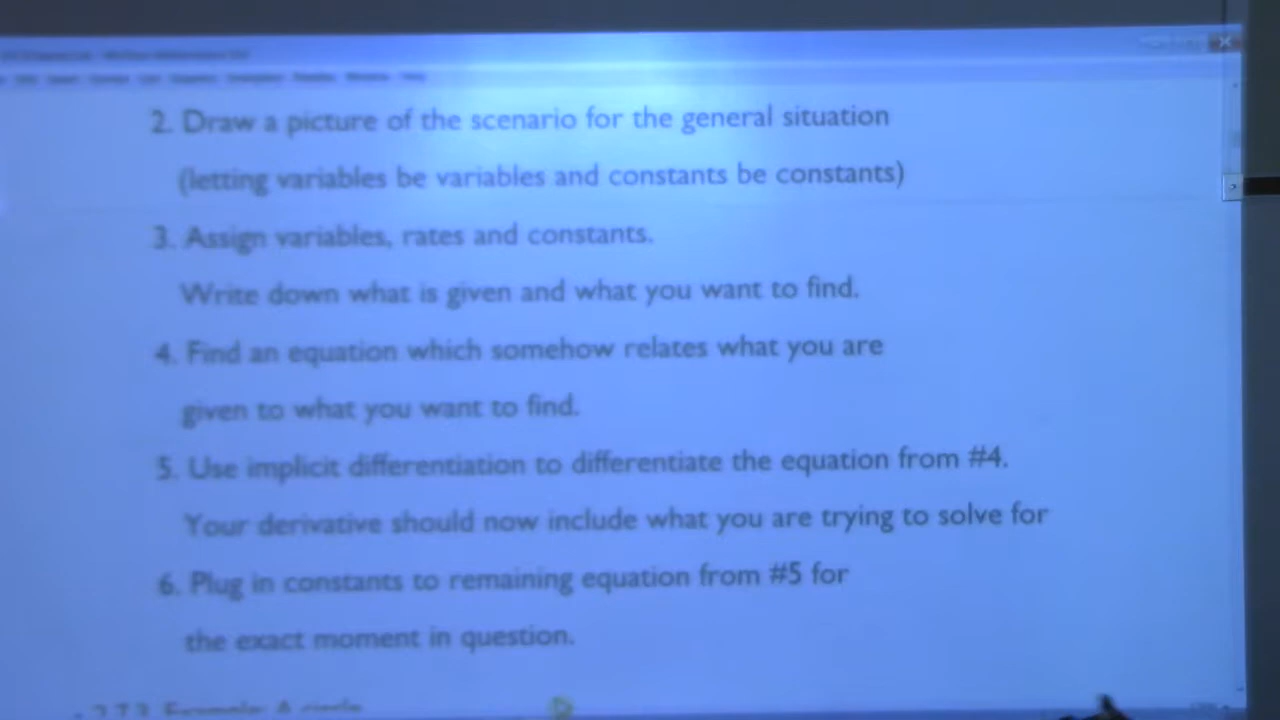 2. Draw a picture of the scenario for the general situation
(letting variables be variables and constants be constants)
3. Assign variables, rates and constants.
Write down what is given and what you want to find.
4. Find an equation which somehow relates what you are
given to what you want to find.
5. Use implicit differentiation to differentiate the equation from #4.
Your derivative should now include what you are trying to solve for
6. Plug in constants to remaining equation from #5 for
the exact moment in question.